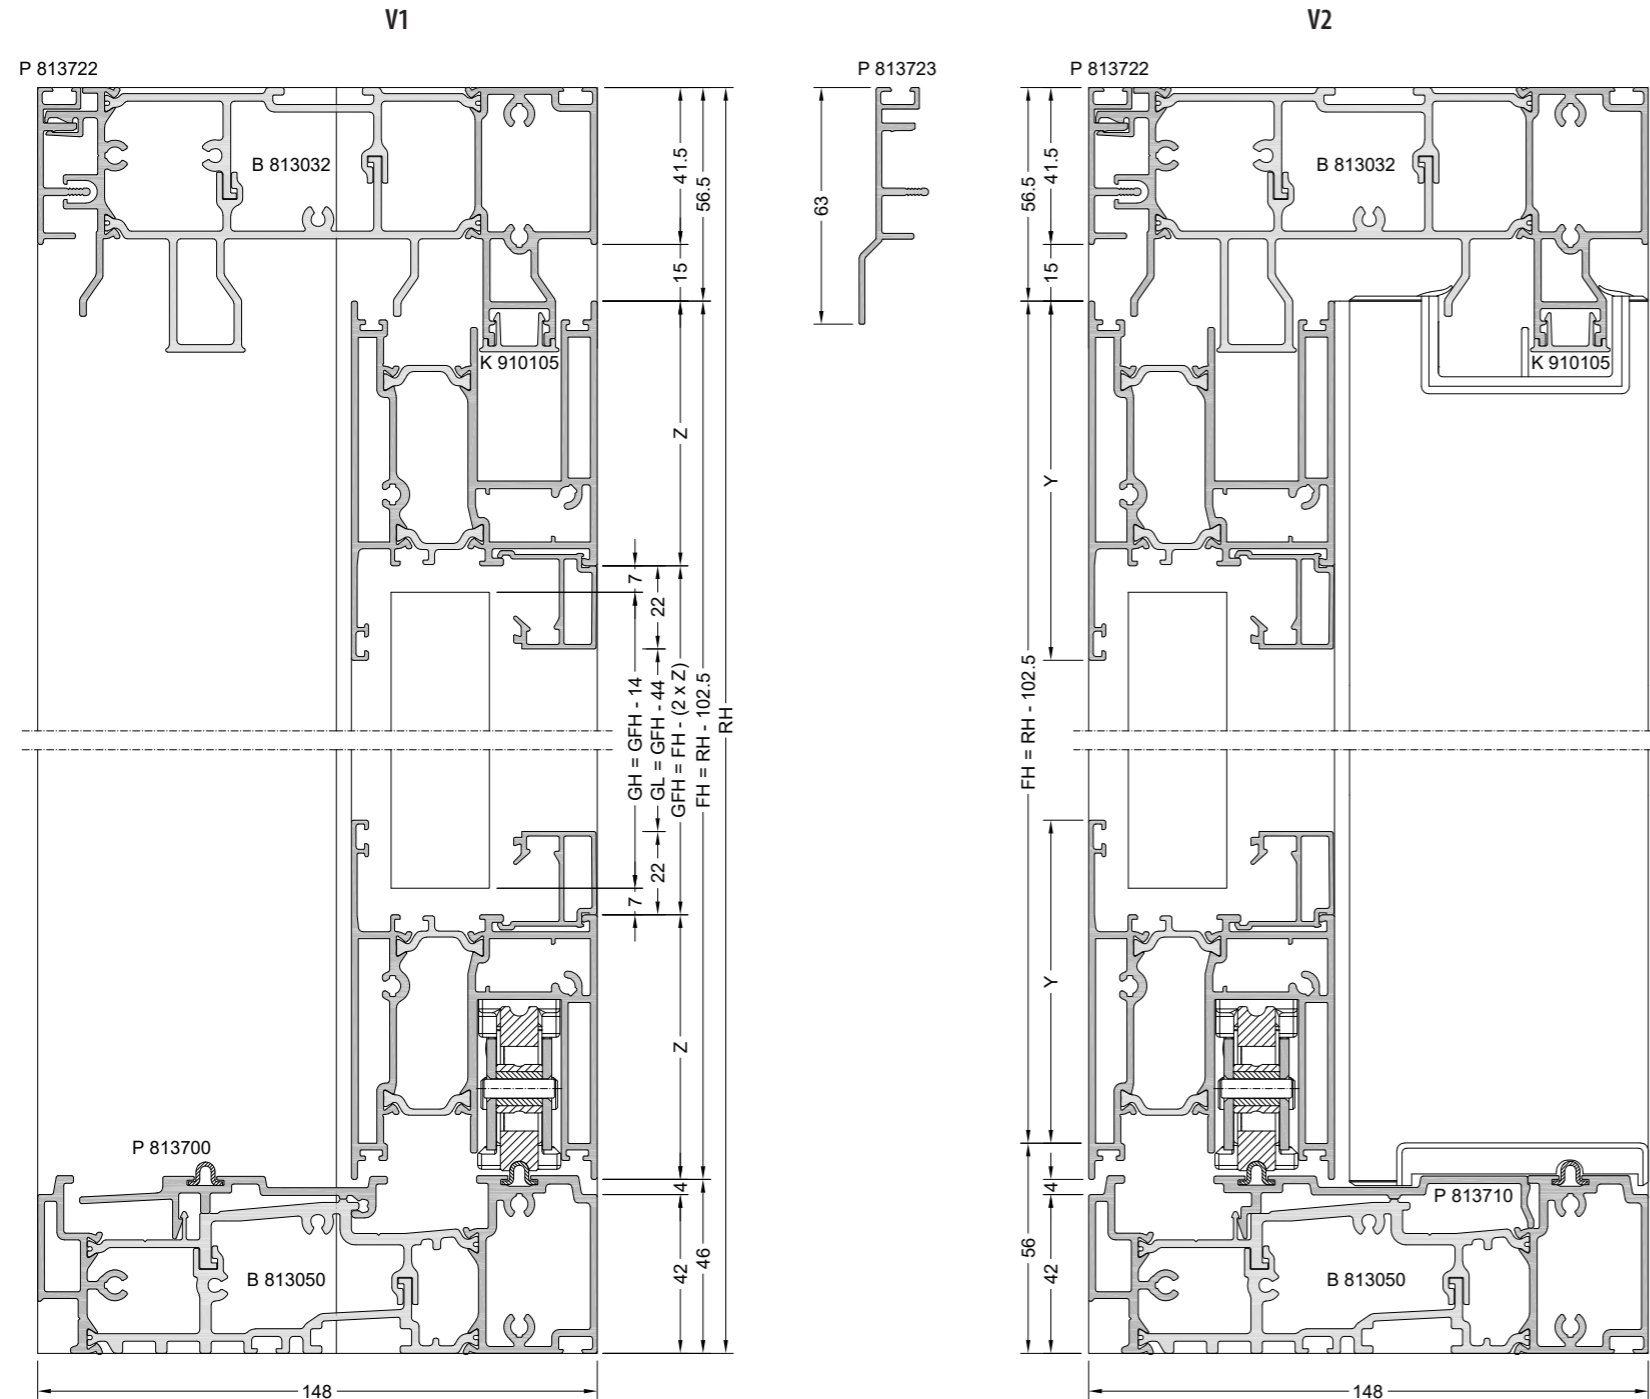 V1
V2
P 813722
P 813723
P 813722
B 813032
41.5
56.5
15
63
B 813032
41.5
56.5
15
K 910105
K 910105
Z
Y
7
22
GH = GFH - 14
GL = GFH - 44
GFH = FH - (2 x Z)
FH = RH - 102.5
RH
FH = RH - 102.5
22
7
Z
Y
P 813700
4
42
46
B 813050
P 813710
4
56
42
B 813050
148
148